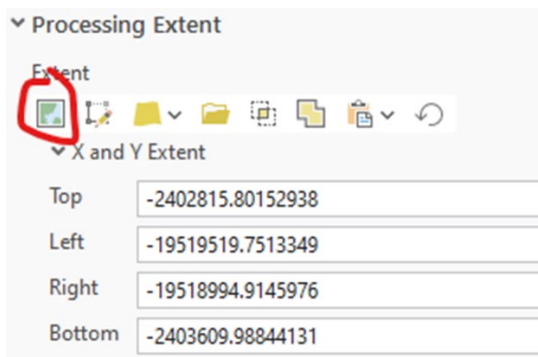 Processing Extent
Extent
X and Y Extent
Top -2402815.80152938
Left -19519519.7513349
Right -19518994.9145976
Bottom -2403609.98844131